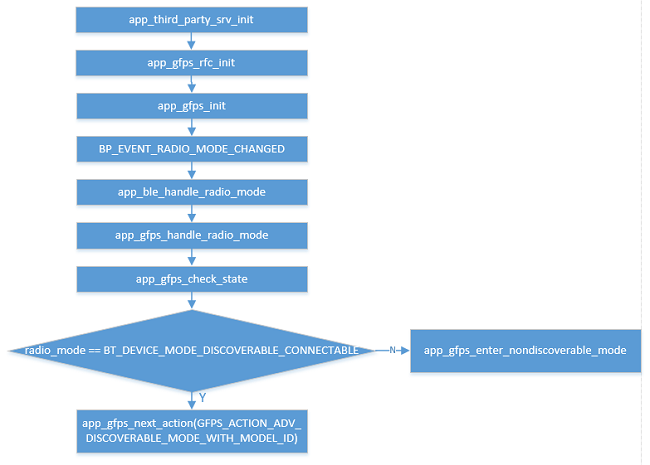 app_third_party_srv_init
app_gfps_rfc_init
app_gfps_init
BP_EVENT_RADIO_MODE_CHANGED
app_ble_handle_radio_mode
app_gfps_handle_radio_mode
app_gfps_check_state
radio_mode == BT_DEVICE_MODE_DISCOVERABLE_CONNECTABLE
N
app_gfps_enter_nondiscoverable_mode
Y
app_gfps_next_action(GFPS_ACTION_ADV_
DISCOVERABLE_MODE_WITH_MODEL_ID)